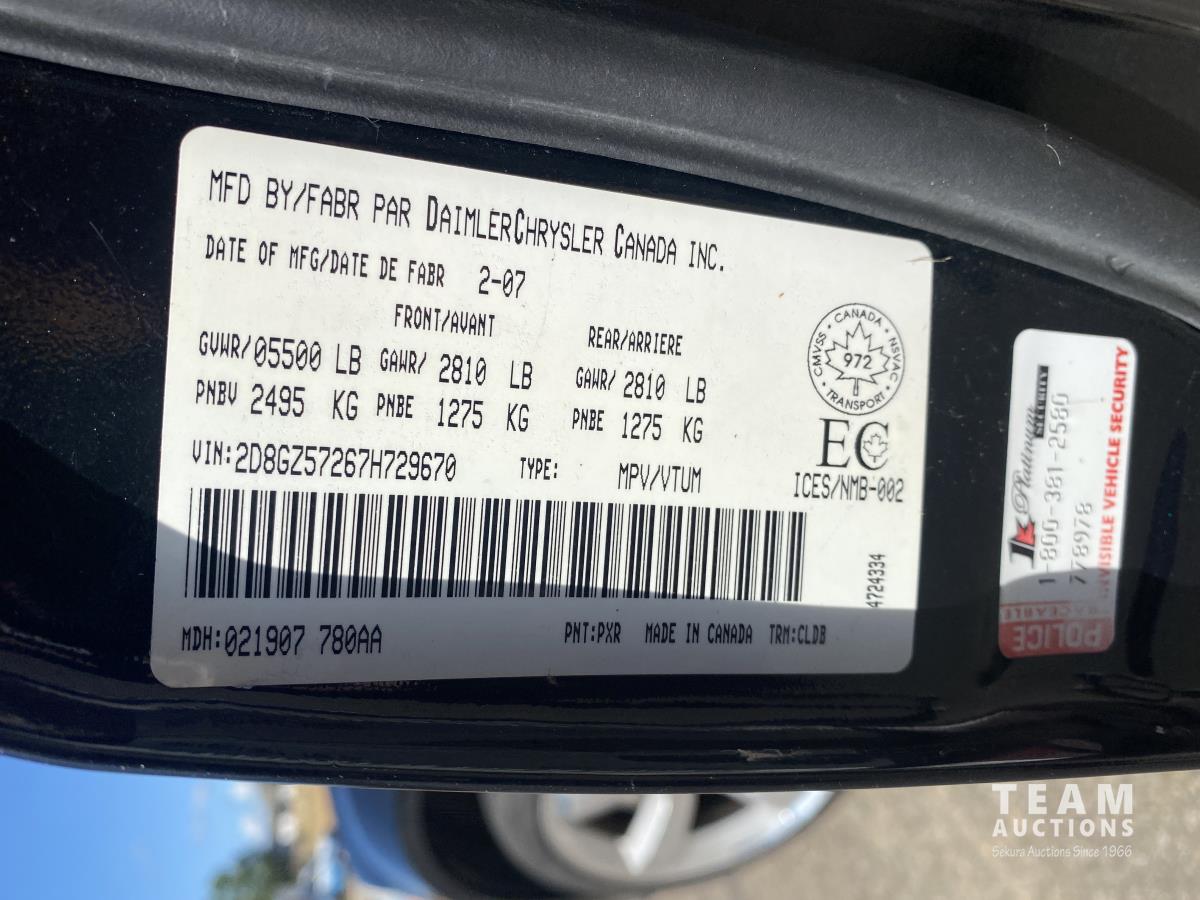 MFD BY/FABR PAR DAIMLERCHRYSLER CANADA INC.
DATE OF MFG/DATE DE FABR 2-07
FRONT/AVANT REAR/ARRIERE
GVWR/05500 LB GAWR/ 2810 LB GAWR/ 2810 LB
PNBV 2495 KG PNBE 1275 KG PNBE 1275 KG
VIN:2D8GZ57267H729670 TYPE: MPV/VTUM
CANADA
CMVSS 972 NSVAC
TRANSPORT
EC
ICES/NMB-002
4724334
MDH:021907 780AA PNT:PXR MADE IN CANADA TRM:CLDB
Platinum
SECURITY
1-800-381-2580
778978
INVISIBLE VEHICLE SECURITY
POLICE
TRACEABLE
TEAM
AUCTIONS
Sekura Auctions Since 1966